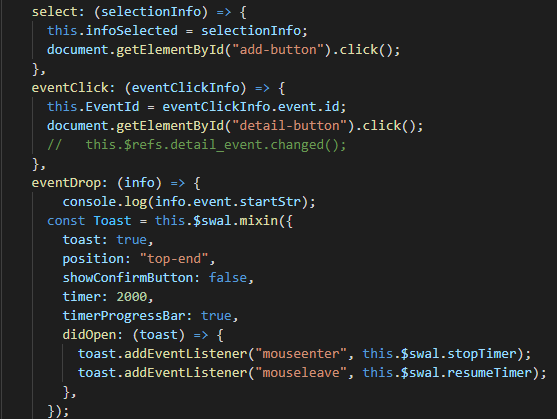 select: (selectionInfo) => {
this.infoSelected = selectionInfo;
document.getElementById("add-button").click();
},
eventClick: (eventClickInfo) => {
this.EventId = eventClickInfo.event.id;
document.getElementById("detail-button").click();
//   this.$refs.detail_event.changed();
},
eventDrop: (info) => {
console.log(info.event.startStr);
const Toast = this.$swal.mixin({
toast: true,
position: "top-end",
showConfirmButton: false,
timer: 2000,
timerProgressBar: true,
didOpen: (toast) => {
toast.addEventListener("mouseenter", this.$swal.stopTimer);
toast.addEventListener("mouseleave", this.$swal.resumeTimer);
},
});